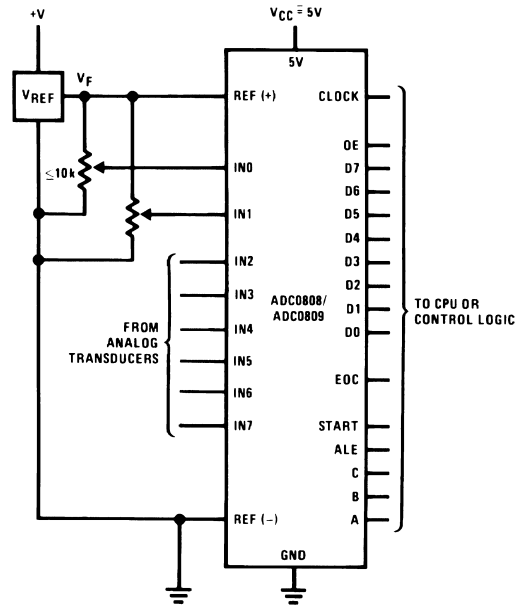 +V
VCC = 5V
5V
VREF
VF
REF (+)
CLOCK
≤10k
IN0
IN1
IN2
IN3
IN4
IN5
IN6
IN7
FROM
ANALOG
TRANSDUCERS
ADC0808/
ADC0809
OE
D7
D6
D5
D4
D3
D2
D1
D0
EOC
START
ALE
C
B
A
TO CPU OR
CONTROL LOGIC
REF (−)
GND